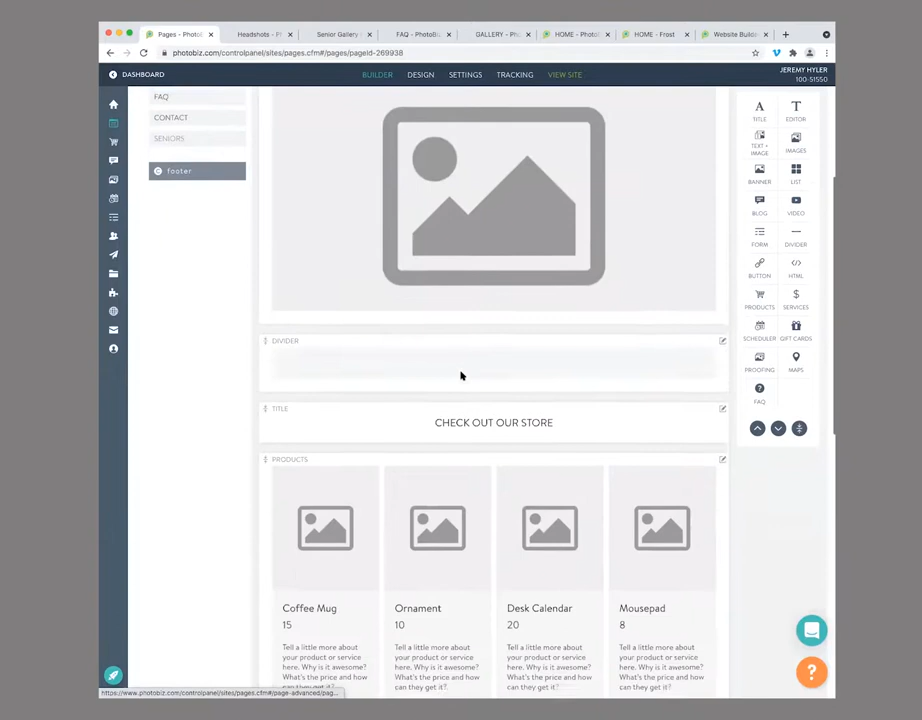 Pages - PhotoB
Headshots - P
Senior Gallery
FAQ - PhotoBiz
GALLERY - Ph
HOME - Photo
HOME - Frost
Website Builde
photobiz.com/controlpanel/sites/pages.cfm#/pages/pageid-269938
DASHBOARD
BUILDER
DESIGN
SETTINGS
TRACKING
VIEW SITE
JEREMY HYLER
100-51550
FAQ
CONTACT
SENIORS
footer
TITLE
EDITOR
TEXT +
IMAGE
IMAGES
BANNER
LIST
BLOG
VIDEO
FORM
DIVIDER
BUTTON
HTML
PRODUCTS
SERVICES
SCHEDULER
GIFT CARDS
PROOFING
MAPS
FAQ
DIVIDER
TITLE
CHECK OUT OUR STORE
PRODUCTS
Coffee Mug
15
Tell a little more about
your product or service
here. Why is it awesome?
What's the price and how
can they get it?.
Ornament
10
Tell a little more about
your product or service
here. Why is it awesome?
What's the price and how
can they get it?.
Desk Calendar
20
Tell a little more about
your product or service
here. Why is it awesome?
What's the price and how
can they get it?.
Mousepad
8
Tell a little more about
your product or service
here. Why is it awesome?
What's the price and how
can they get it?.
https://www.photobiz.com/controlpanel/sites/pages.cfm#/page-advanced/pag...